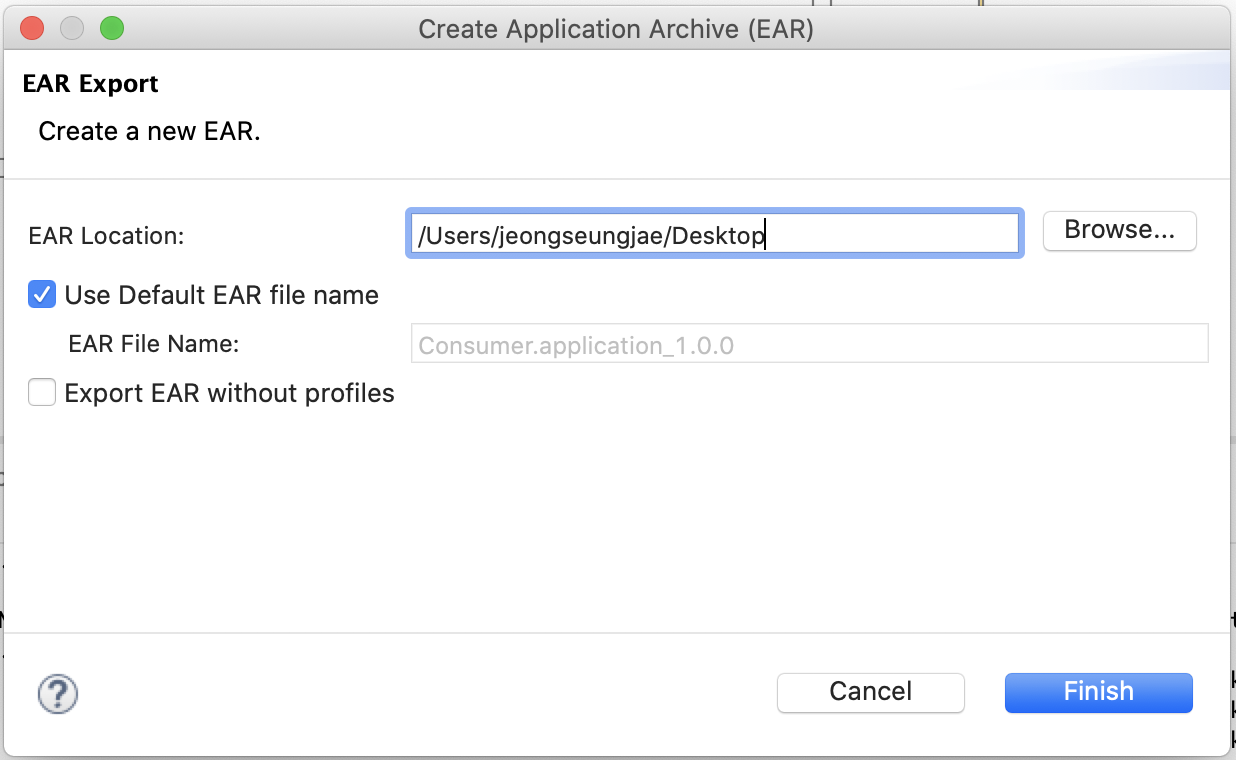 Create Application Archive (EAR)
EAR Export
Create a new EAR.
EAR Location: /Users/jeongseungjae/Desktop Browse...
Use Default EAR file name
EAR File Name: Consumer.application_1.0.0
Export EAR without profiles
?
Cancel Finish